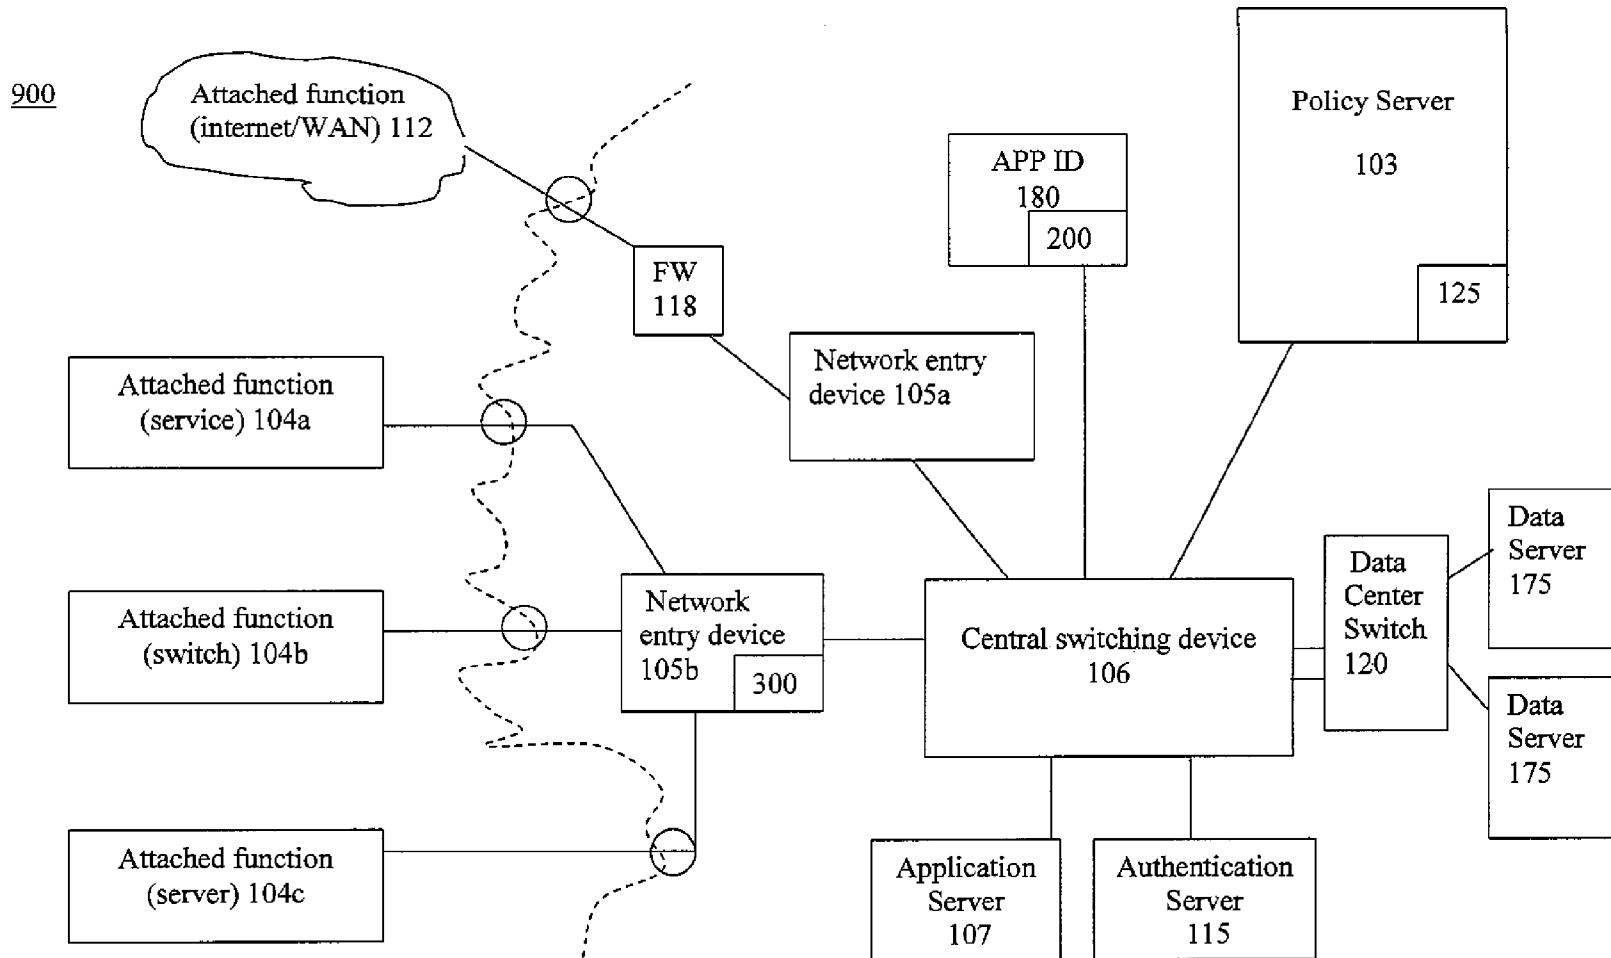 900
Attached function
(internet/WAN) 112
Policy Server
103
125
APP ID
180
200
FW
118
Network entry
device 105a
Attached function
(service) 104a
Attached function
(switch) 104b
Network
entry device
105b
300
Central switching device
106
Data
Center
Switch
120
Data
Server
175
Data
Server
175
Attached function
(server) 104c
Application
Server
107
Authentication
Server
115